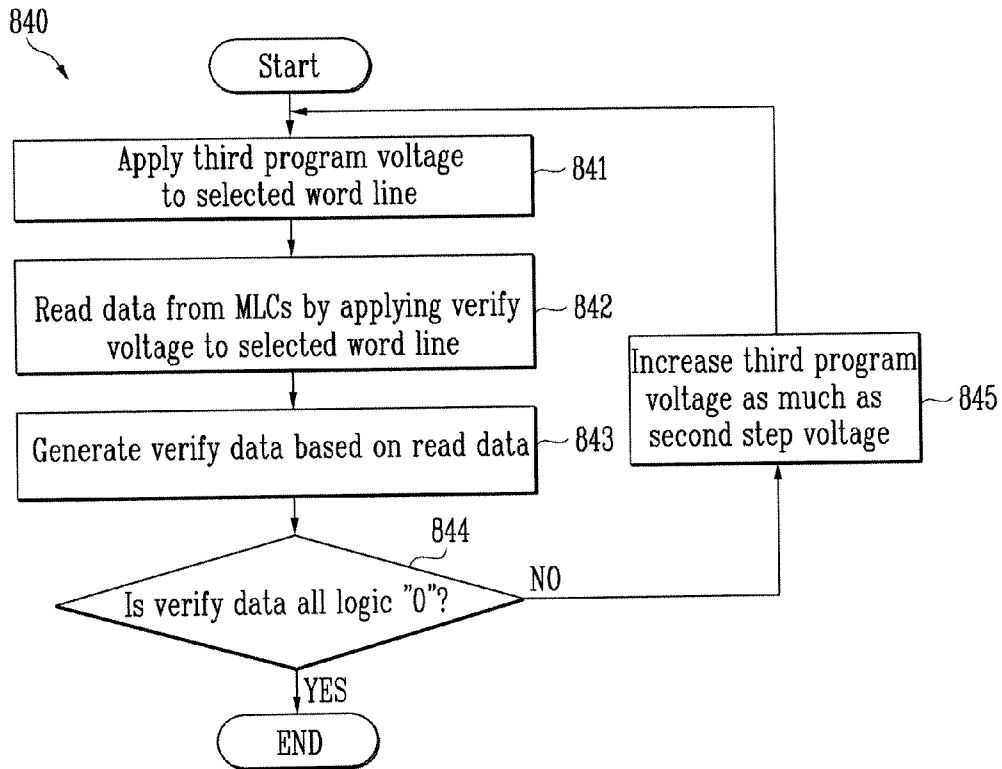 840
Start
Apply third program voltage
to selected word line
841
Read data from MLCs by applying verify
voltage to selected word line
842
Generate verify data based on read data
843
Is verify data all logic "0"?
844
NO
Increase third program
voltage as much as
second step voltage
845
YES
END